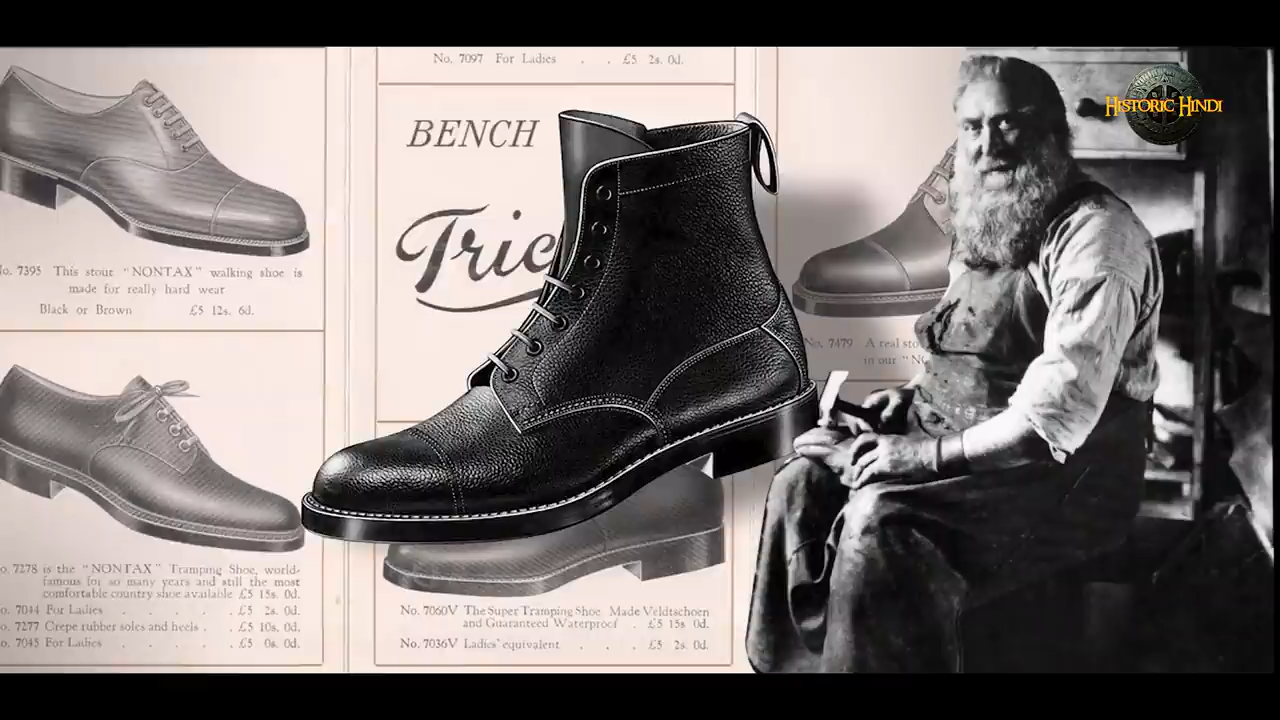 HISTORIC HINDI
No. 7097 For Ladies . . £5 2s. 0d.
BENCH
Tric
o. 7395 This stout "NONTAX" walking shoe is
made for really hard wear
Black or Brown £5 12s. 6d.
No. 7479 A real sto
in our "NO
o. 7278 is the "NONTAX" Tramping Shoe, world-
famous for so many years and still the most
comfortable country shoe available £5 15s. 0d.
o. 7044 For Ladies . . . . . £5 2s. 0d.
o. 7277 Crepe rubber soles and heels . . £5 10s. 0d.
o. 7045 For Ladies . . . . . £5 0s. 0d.
No. 7060V The Super Tramping Shoe Made Veldtschoen
and Guaranteed Waterproof . £5 15s 0d.
No. 7036V Ladies' equivalent . . . £5 2s. 0d.